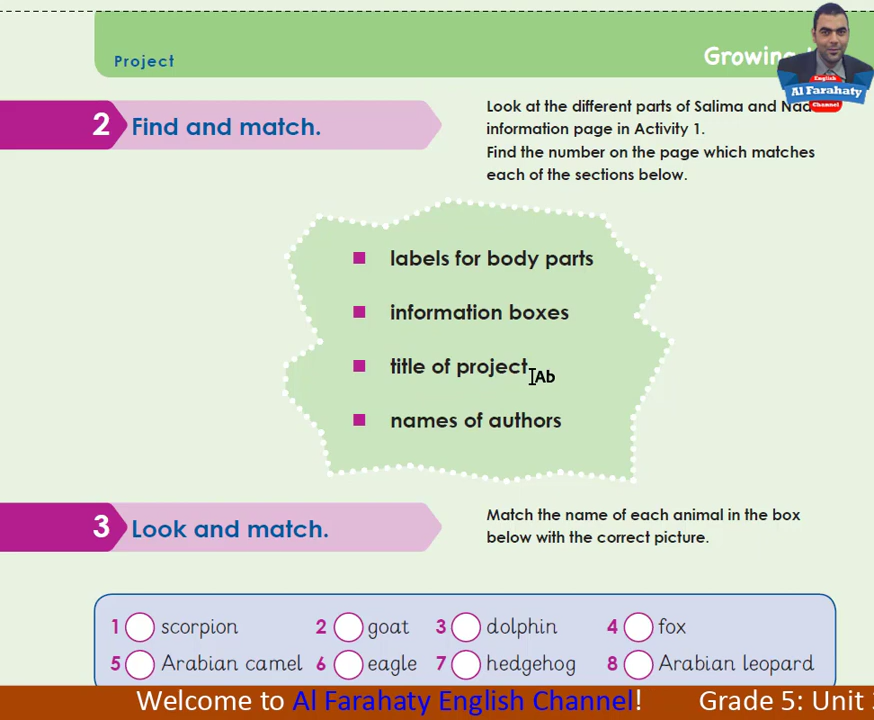 Project
Growing
English
Al Farahaty
Channel
2 Find and match.
Look at the different parts of Salima and
information page in Activity 1.
Find the number on the page which matches
each of the sections below.
labels for body parts
information boxes
title of project
Ab
names of authors
3 Look and match.
Match the name of each animal in the box
below with the correct picture.
1 scorpion 2 goat 3 dolphin 4 fox
5 Arabian camel 6 eagle 7 hedgehog 8 Arabian leopard
Welcome to Al Farahaty English Channel! Grade 5: Unit